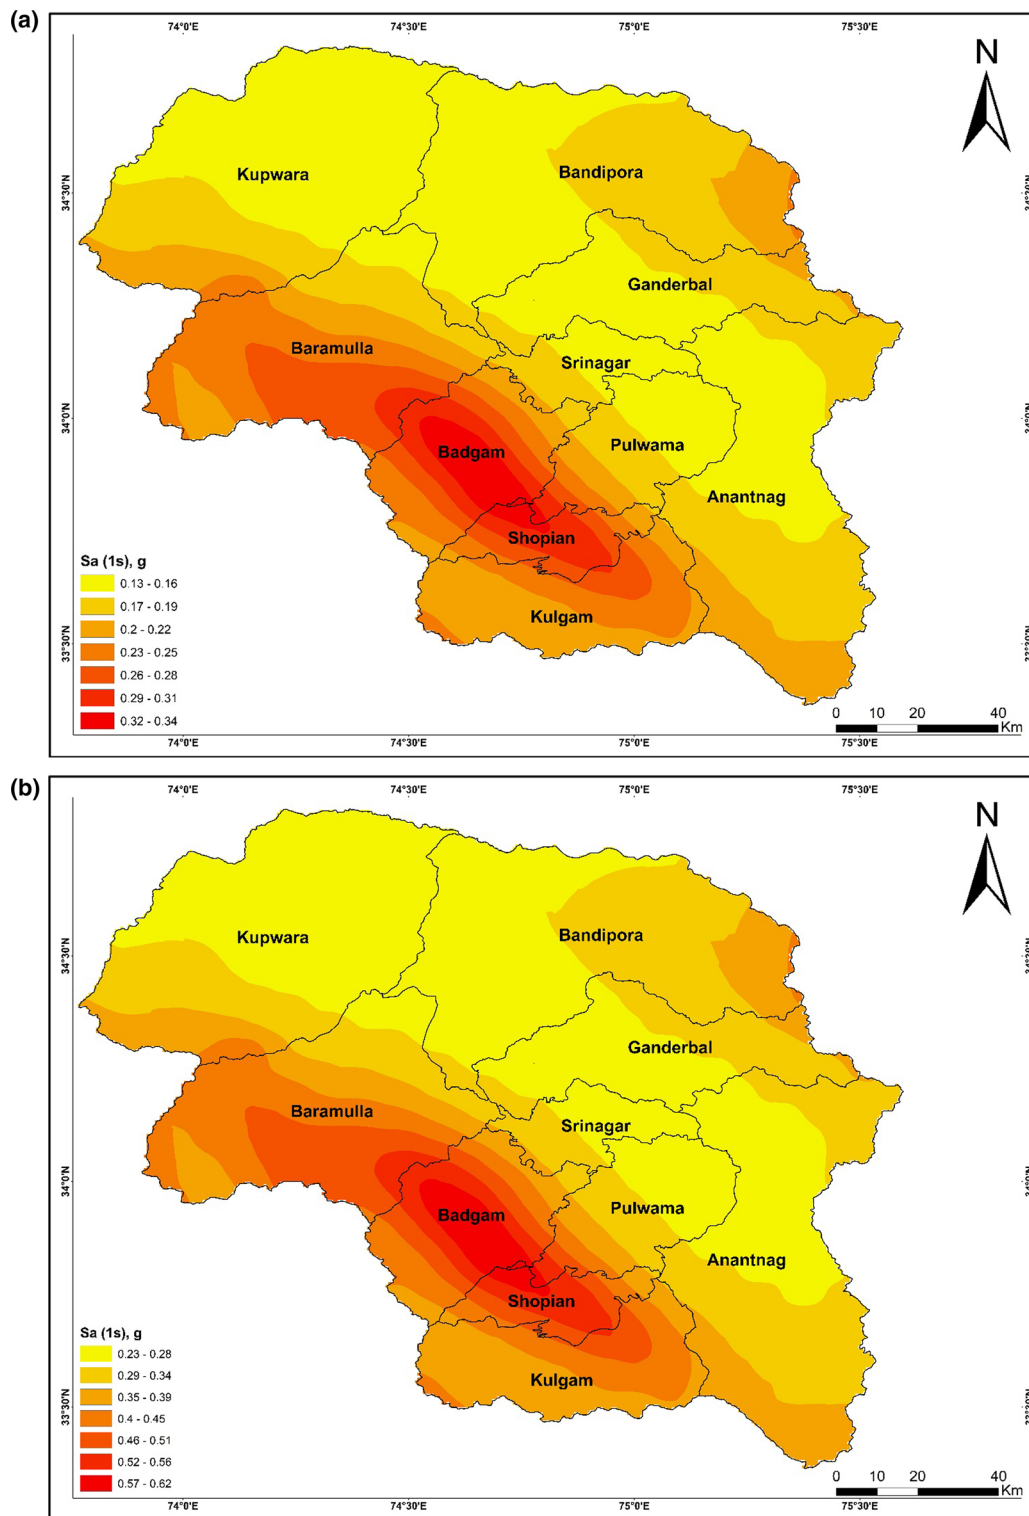 (a)
74°0'E
74°30'E
75°0'E
75°30'E
N
Kupwara
Bandipora
34°30'N
Ganderbal
Baramulla
Srinagar
34°0'N
Badgam
Pulwama
Anantnag
Shopian
Kulgam
33°30'N
Sa (1s), g
0.13 - 0.16
0.17 - 0.19
0.2 - 0.22
0.23 - 0.25
0.26 - 0.28
0.29 - 0.31
0.32 - 0.34
0 10 20 40
Km
74°0'E
74°30'E
75°0'E
75°30'E
(b)
74°0'E
74°30'E
75°0'E
75°30'E
N
Kupwara
Bandipora
34°30'N
Ganderbal
Baramulla
Srinagar
34°0'N
Badgam
Pulwama
Anantnag
Shopian
Kulgam
33°30'N
Sa (1s), g
0.23 - 0.28
0.29 - 0.34
0.35 - 0.39
0.4 - 0.45
0.46 - 0.51
0.52 - 0.56
0.57 - 0.62
0 10 20 40
Km
74°0'E
74°30'E
75°0'E
75°30'E